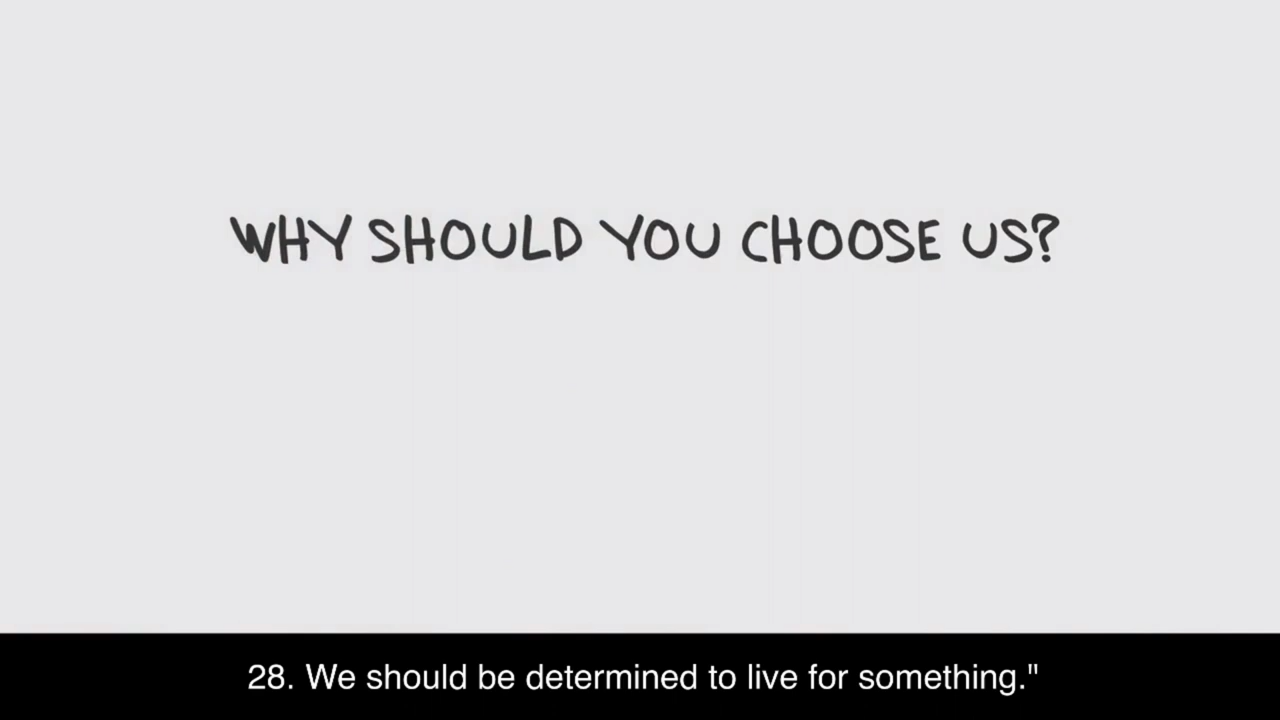 WHY SHOULD YOU CHOOSE US?
28. We should be determined to live for something."